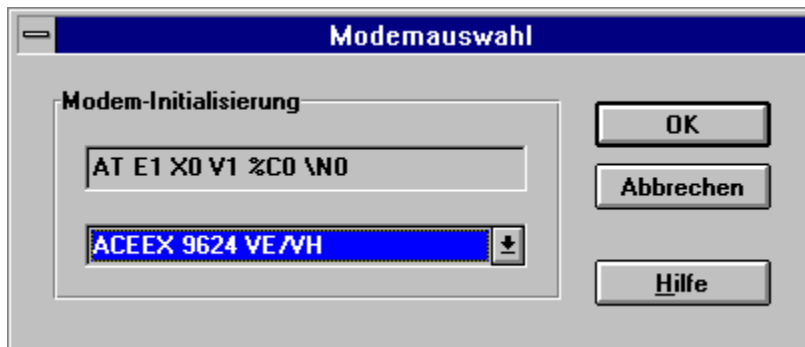 Modemauswahl
Modem-Initialisierung
AT E1 X0 V1 %C0 \N0
ACEEX 9624 VE/VH
OK
Abbrechen
Hilfe